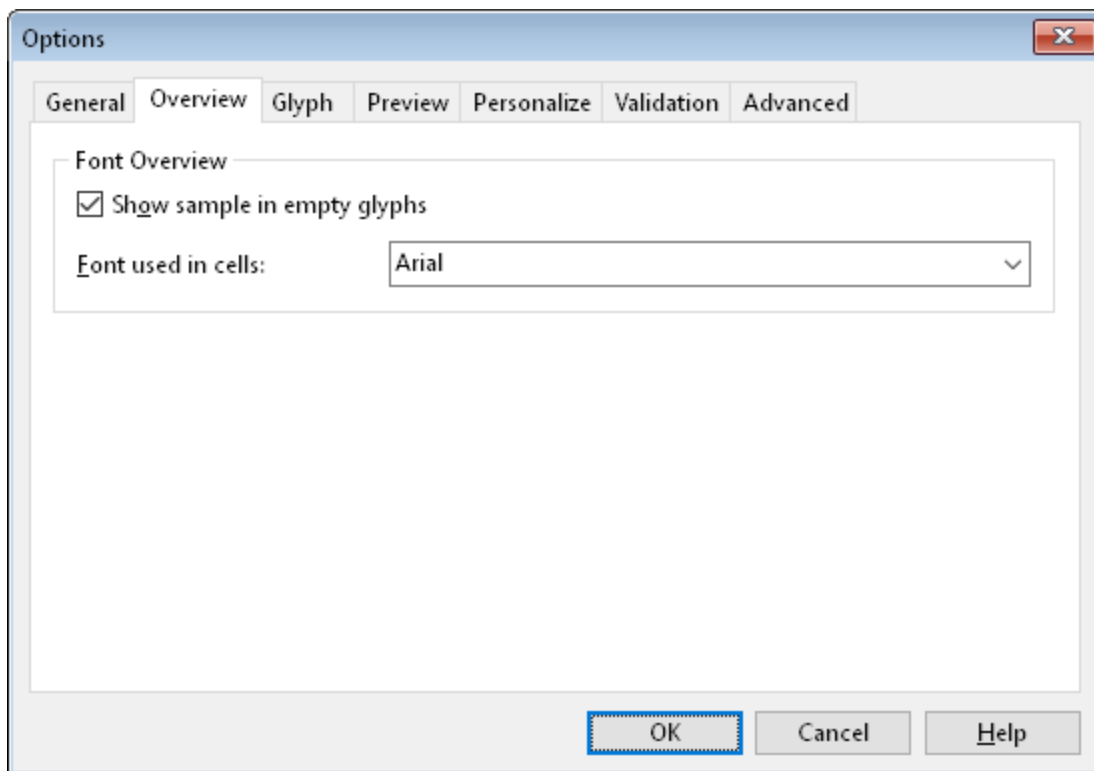 Options
General Overview Glyph Preview Personalize Validation Advanced
Font Overview
Show sample in empty glyphs
Font used in cells: Arial
OK Cancel Help